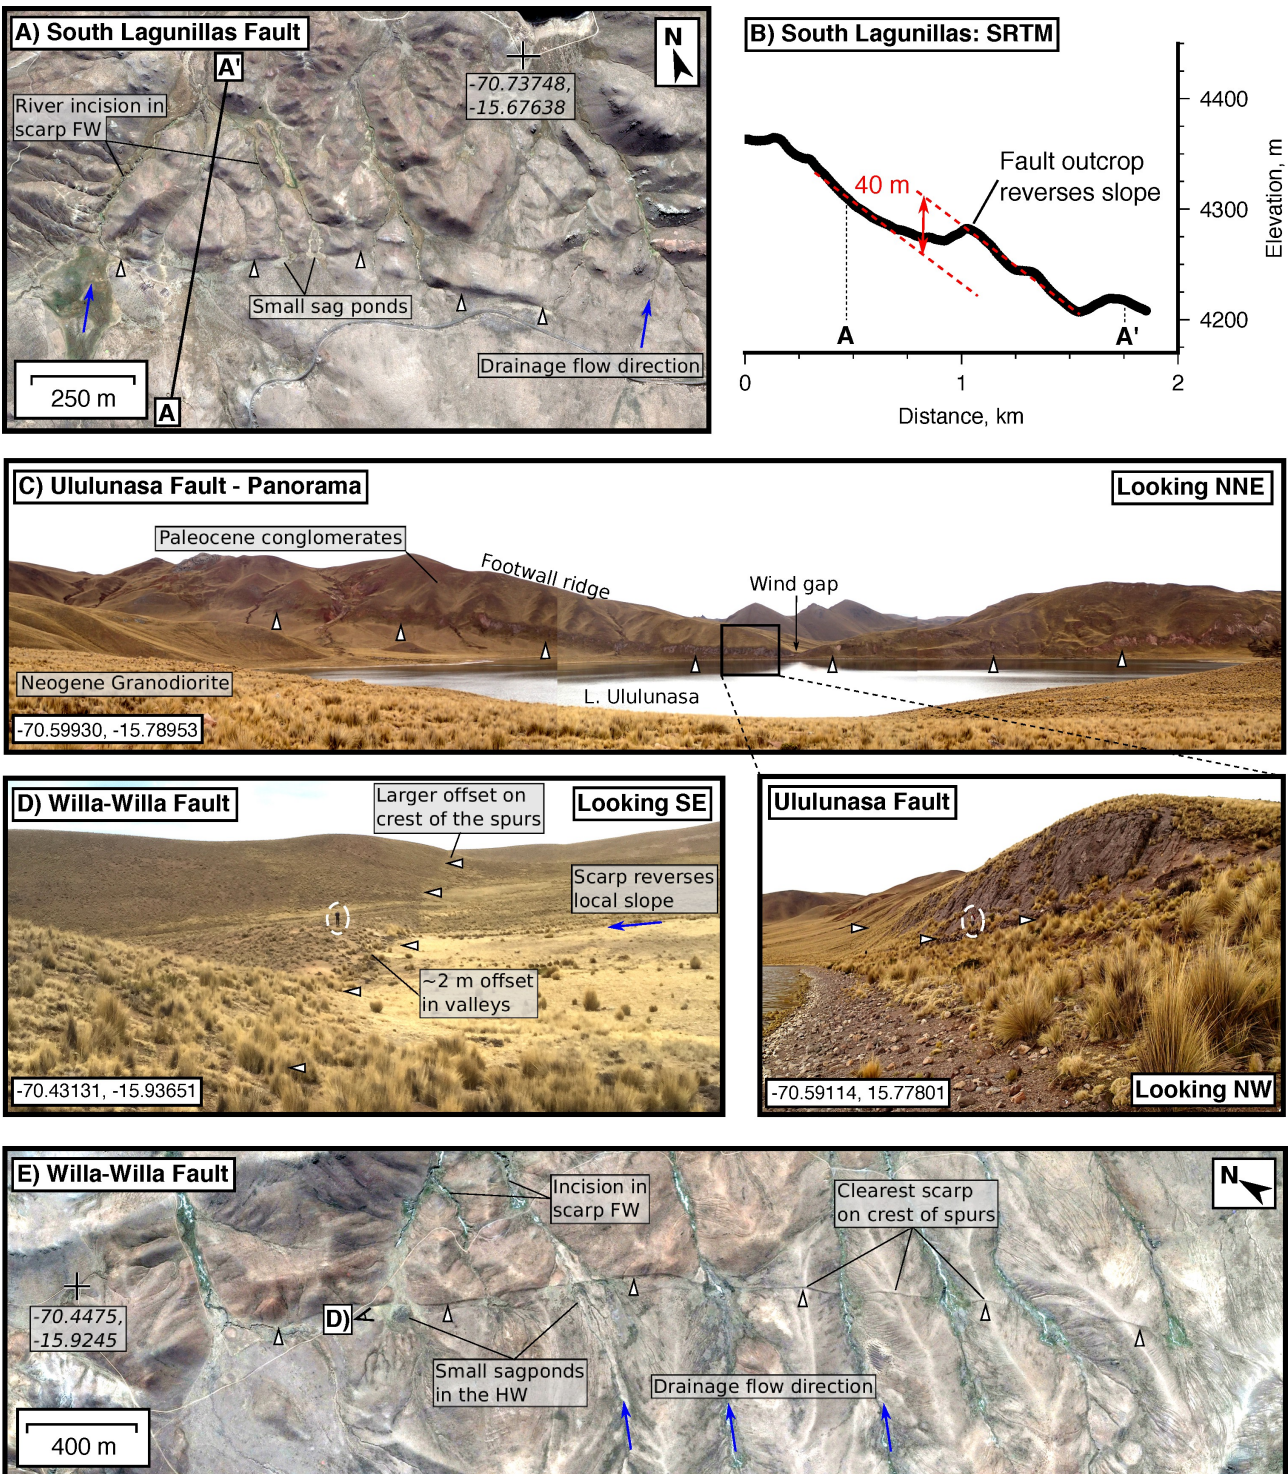 A) South Lagunillas Fault
A'
N
-70.73748,
-15.67638
River incision in
scarp FW
Small sag ponds
Drainage flow direction
250 m
A
B) South Lagunillas: SRTM
4400
Fault outcrop
reverses slope
40 m
4300
Elevation, m
4200
A
A'
0
1
2
Distance, km
C) Ululunasa Fault - Panorama
Looking NNE
Paleocene conglomerates
Footwall ridge
Wind gap
Neogene Granodiorite
L. Ululunasa
-70.59930, -15.78953
D) Willa-Willa Fault
Larger offset on
crest of the spurs
Looking SE
Scarp reverses
local slope
~2 m offset
in valleys
-70.43131, -15.93651
Ululunasa Fault
-70.59114, 15.77801
Looking NW
E) Willa-Willa Fault
Incision in
scarp FW
Clearest scarp
on crest of spurs
N
-70.4475,
-15.9245
D)
Small sagponds
in the HW
Drainage flow direction
400 m